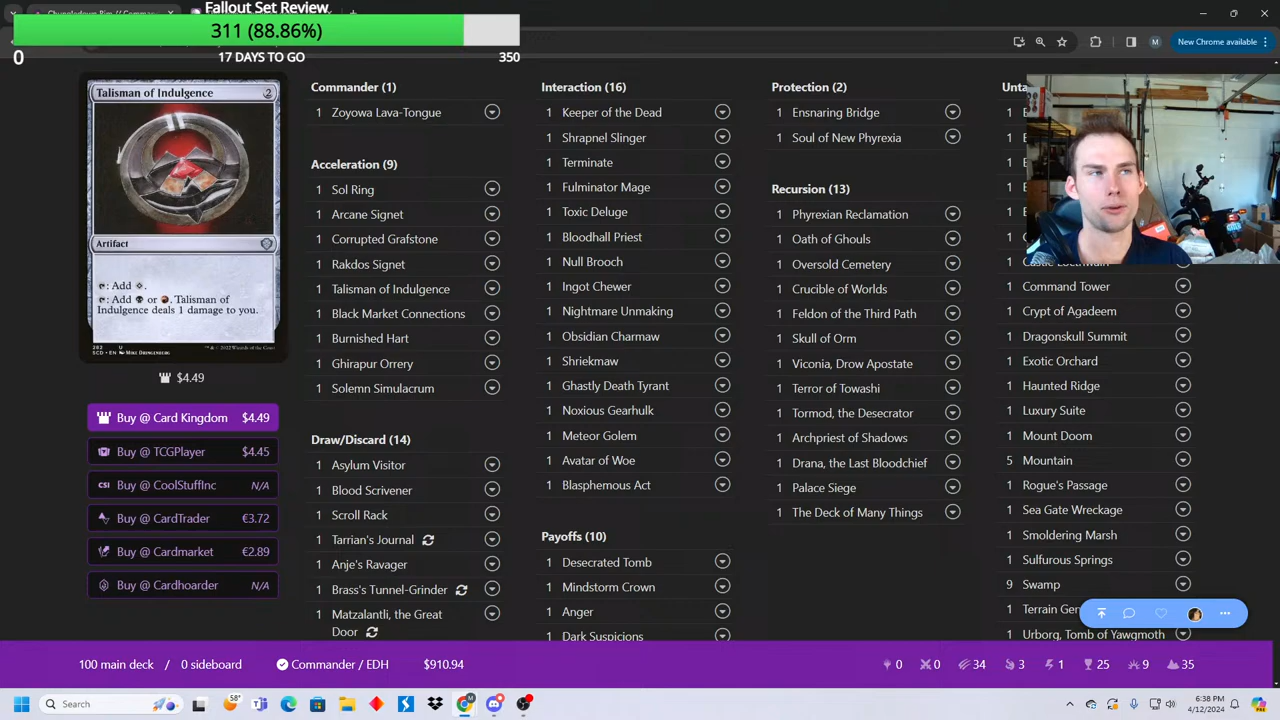 Fallout Set Review
311 (88.86%)
0
17 DAYS TO GO
350
New Chrome available
Talisman of Indulgence 2
Artifact
: Add
: Add or . Talisman of
Indulgence deals 1 damage to you.
$4.49
Buy @ Card Kingdom $4.49
Buy @ TCGPlayer $4.45
CSI Buy @ CoolStuffInc N/A
Buy @ CardTrader €3.72
Buy @ Cardmarket €2.89
Buy @ Cardhoarder N/A
Commander (1)
1 Zoyowa Lava-Tongue
Acceleration (9)
1 Sol Ring
1 Arcane Signet
1 Corrupted Grafstone
1 Rakdos Signet
1 Talisman of Indulgence
1 Black Market Connections
1 Burnished Hart
1 Ghirapur Orrery
1 Solemn Simulacrum
Draw/Discard (14)
1 Asylum Visitor
1 Blood Scrivener
1 Scroll Rack
1 Tarrian's Journal
1 Anje's Ravager
1 Brass's Tunnel-Grinder
1 Matzalantli, the Great
Door
Interaction (16)
1 Keeper of the Dead
1 Shrapnel Slinger
1 Terminate
1 Fulminator Mage
1 Toxic Deluge
1 Bloodhall Priest
1 Null Brooch
1 Ingot Chewer
1 Nightmare Unmaking
1 Obsidian Charmaw
1 Shriekmaw
1 Ghastly Death Tyrant
1 Noxious Gearhulk
1 Meteor Golem
1 Avatar of Woe
1 Blasphemous Act
Payoffs (10)
1 Desecrated Tomb
1 Mindstorm Crown
1 Anger
1 Dark Suspicions
Protection (2)
1 Ensnaring Bridge
1 Soul of New Phyrexia
Recursion (13)
1 Phyrexian Reclamation
1 Oath of Ghouls
1 Oversold Cemetery
1 Crucible of Worlds
1 Feldon of the Third Path
1 Skull of Orm
1 Viconia, Drow Apostate
1 Terror of Towashi
1 Tormod, the Desecrator
1 Archpriest of Shadows
1 Drana, the Last Bloodchief
1 Palace Siege
1 The Deck of Many Things
1 Command Tower
1 Crypt of Agadeem
1 Dragonskull Summit
1 Exotic Orchard
1 Haunted Ridge
1 Luxury Suite
1 Mount Doom
5 Mountain
1 Rogue's Passage
1 Sea Gate Wreckage
1 Smoldering Marsh
1 Sulfurous Springs
9 Swamp
1 Terrain Gen
1 Urborg, Tomb of Yawgmoth
100 main deck / 0 sideboard Commander / EDH $910.94
0 0 34 3 1 25 9 35
Search
58°
6:38 PM
4/12/2024